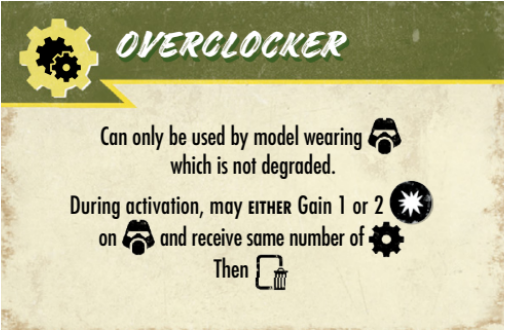 OVERCLOCKER
Can only be used by model wearing
which is not degraded.
During activation, may EITHER Gain 1 or 2
on and receive same number of
Then